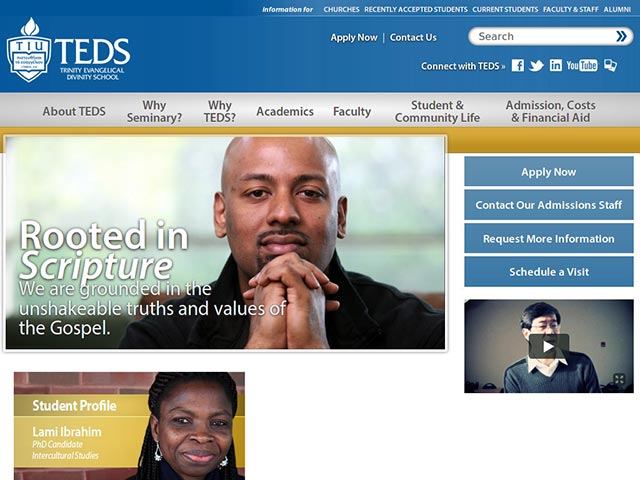 Information for CHURCHES RECENTLY ACCEPTED STUDENTS CURRENT STUDENTS FACULTY & STAFF ALUMNI
TIU
TEDS
TRINITY EVANGELICAL
DIVINITY SCHOOL
Apply Now | Contact Us
Search
Connect with TEDS »
You Tube
About TEDS
Why
Seminary?
Why
TEDS?
Academics
Faculty
Student &
Community Life
Admission, Costs
& Financial Aid
Rooted in
Scripture
We are grounded in the
unshakeable truths and values of
the Gospel.
Apply Now
Contact Our Admissions Staff
Request More Information
Schedule a Visit
Student Profile
Lami Ibrahim
PhD Candidate
Intercultural Studies